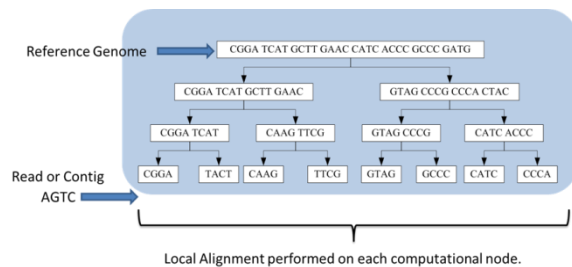 Reference Genome
CGGA TCAT GCTT GAAC CATC ACCC GCCC GATG
CGGA TCAT GCTT GAAC
GTAG CCCG CCCA CTAC
CGGA TCAT
CAAG TTCG
GTAG CCCG
CATC ACCC
CGGA
TACT
CAAG
TTCG
GTAG
GCCC
CATC
CCCA
Read or Contig
AGTC
Local Alignment performed on each computational node.